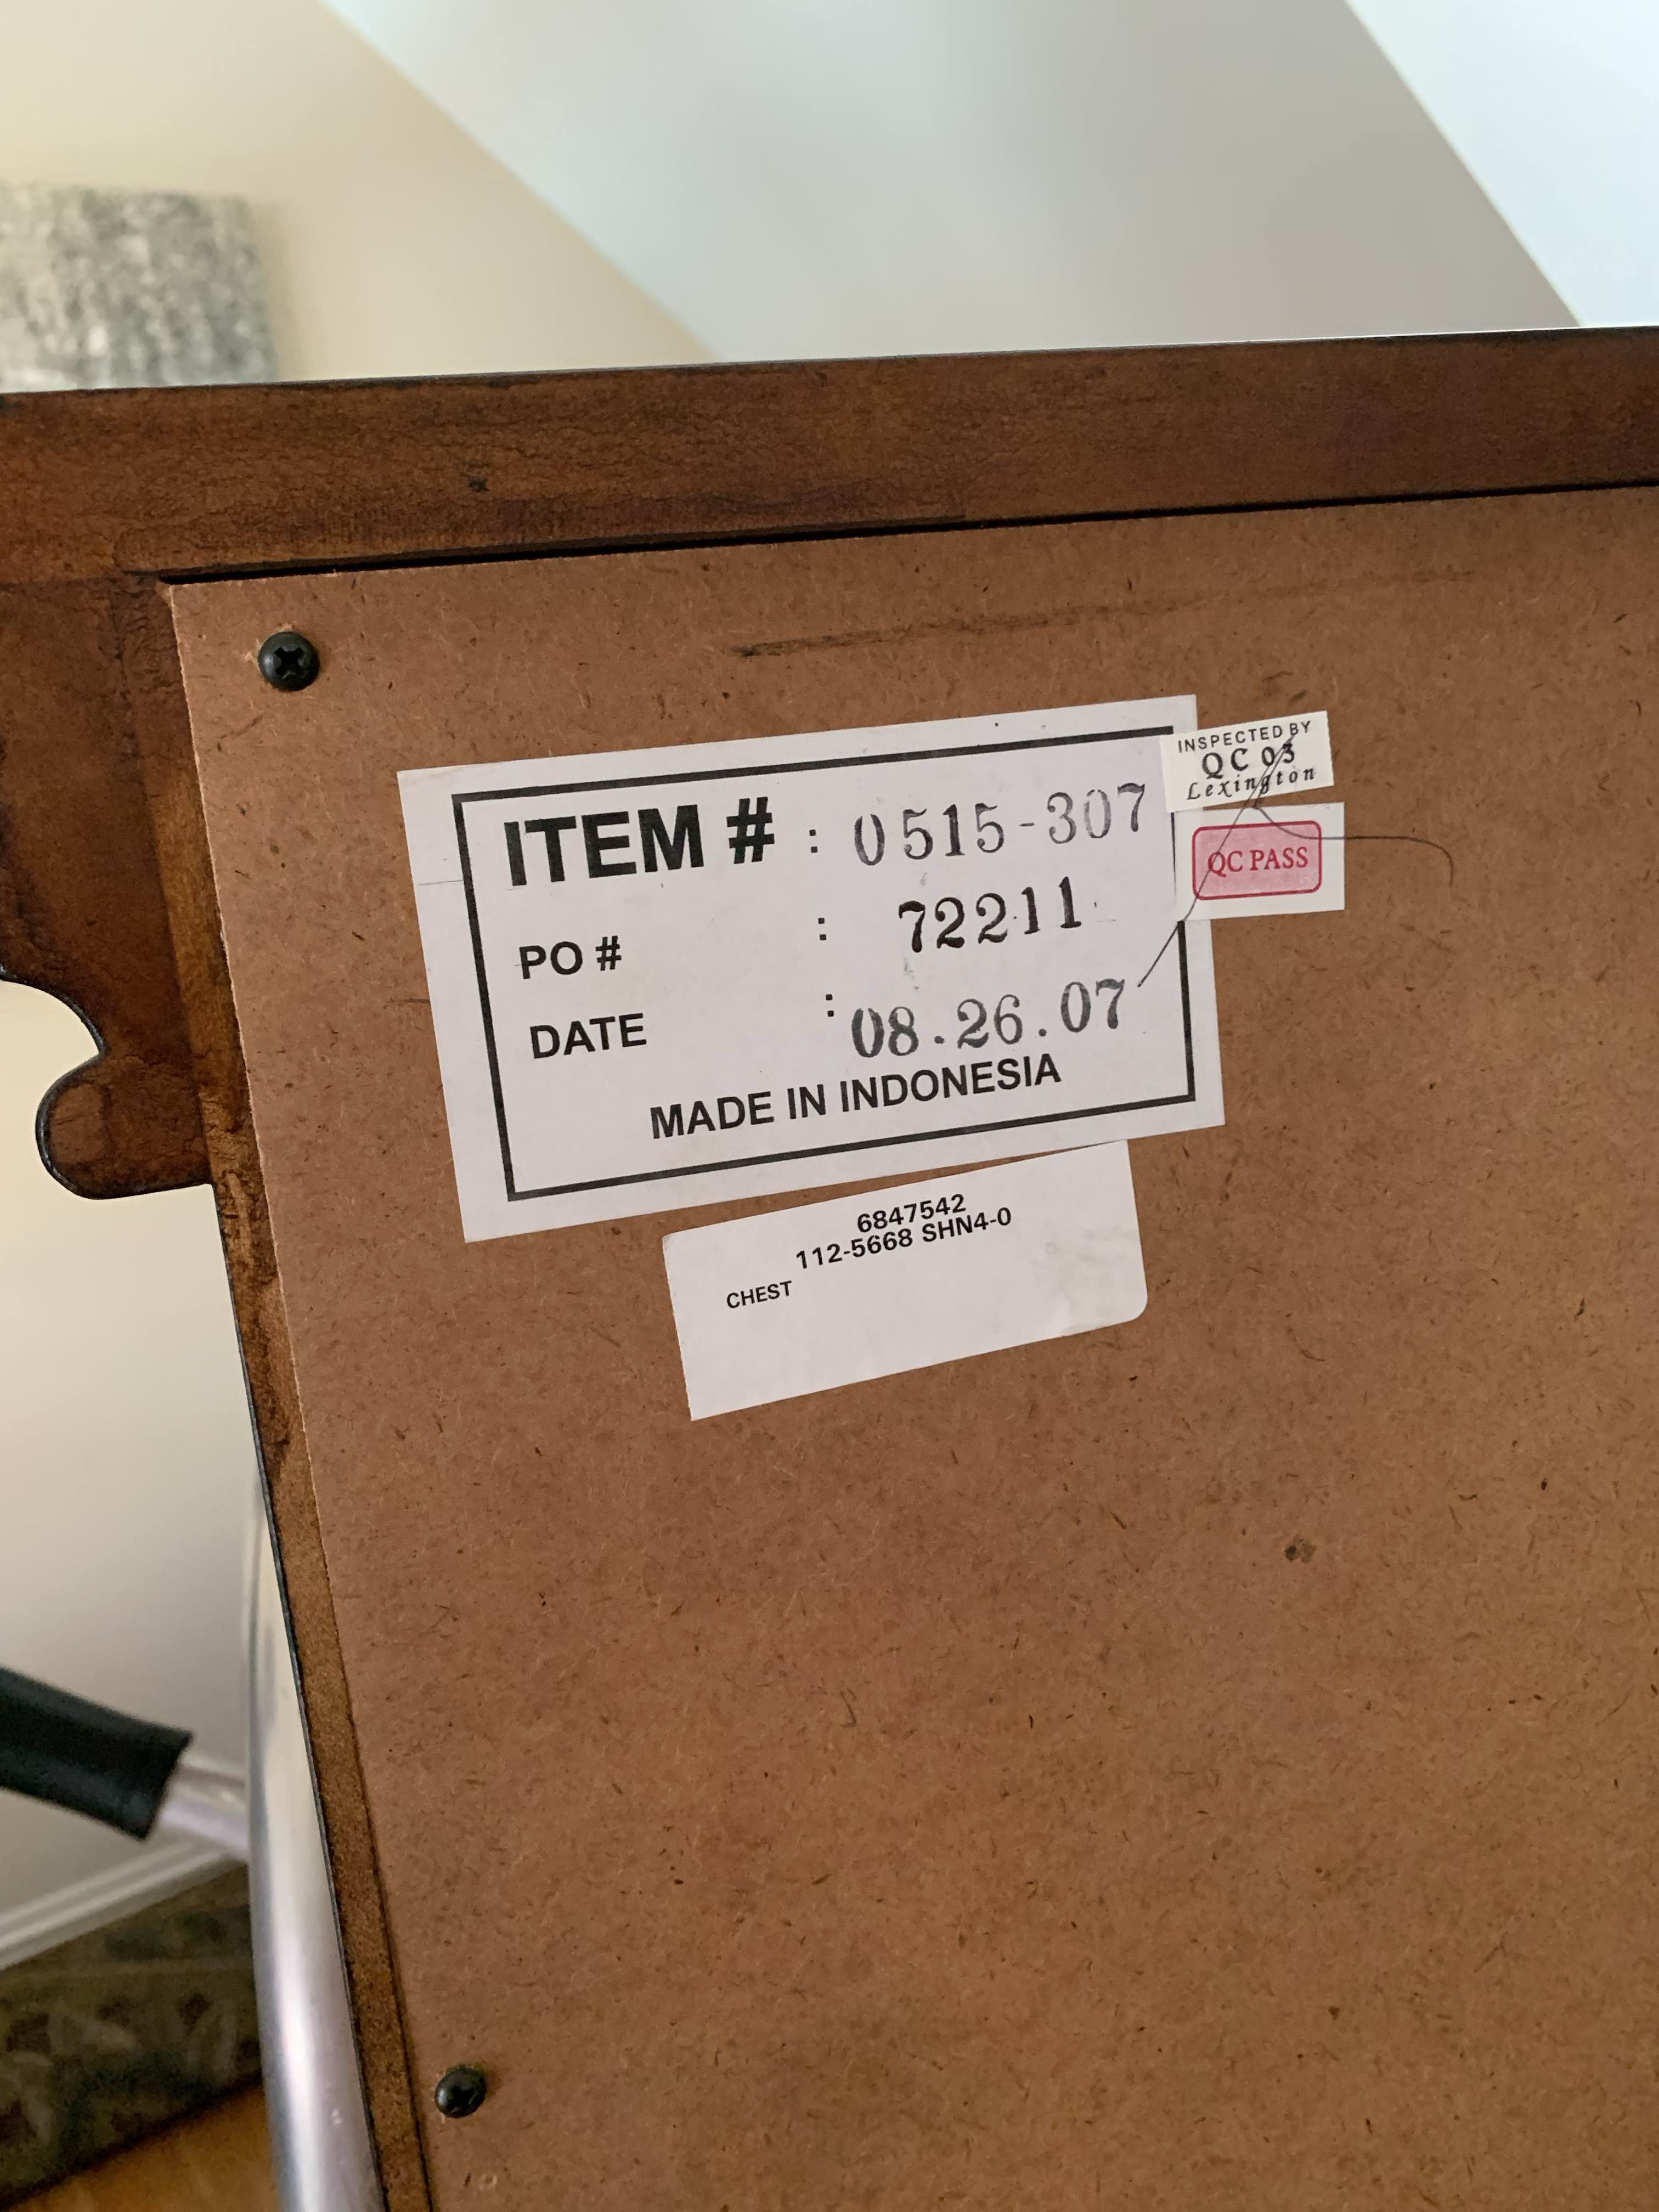 ITEM # : 0515-307
PO # : 72211
DATE : 08.26.07
MADE IN INDONESIA
INSPECTED BY
QC 03
Lexington
QC PASS
6847542
112-5668 SHN4-0
CHEST